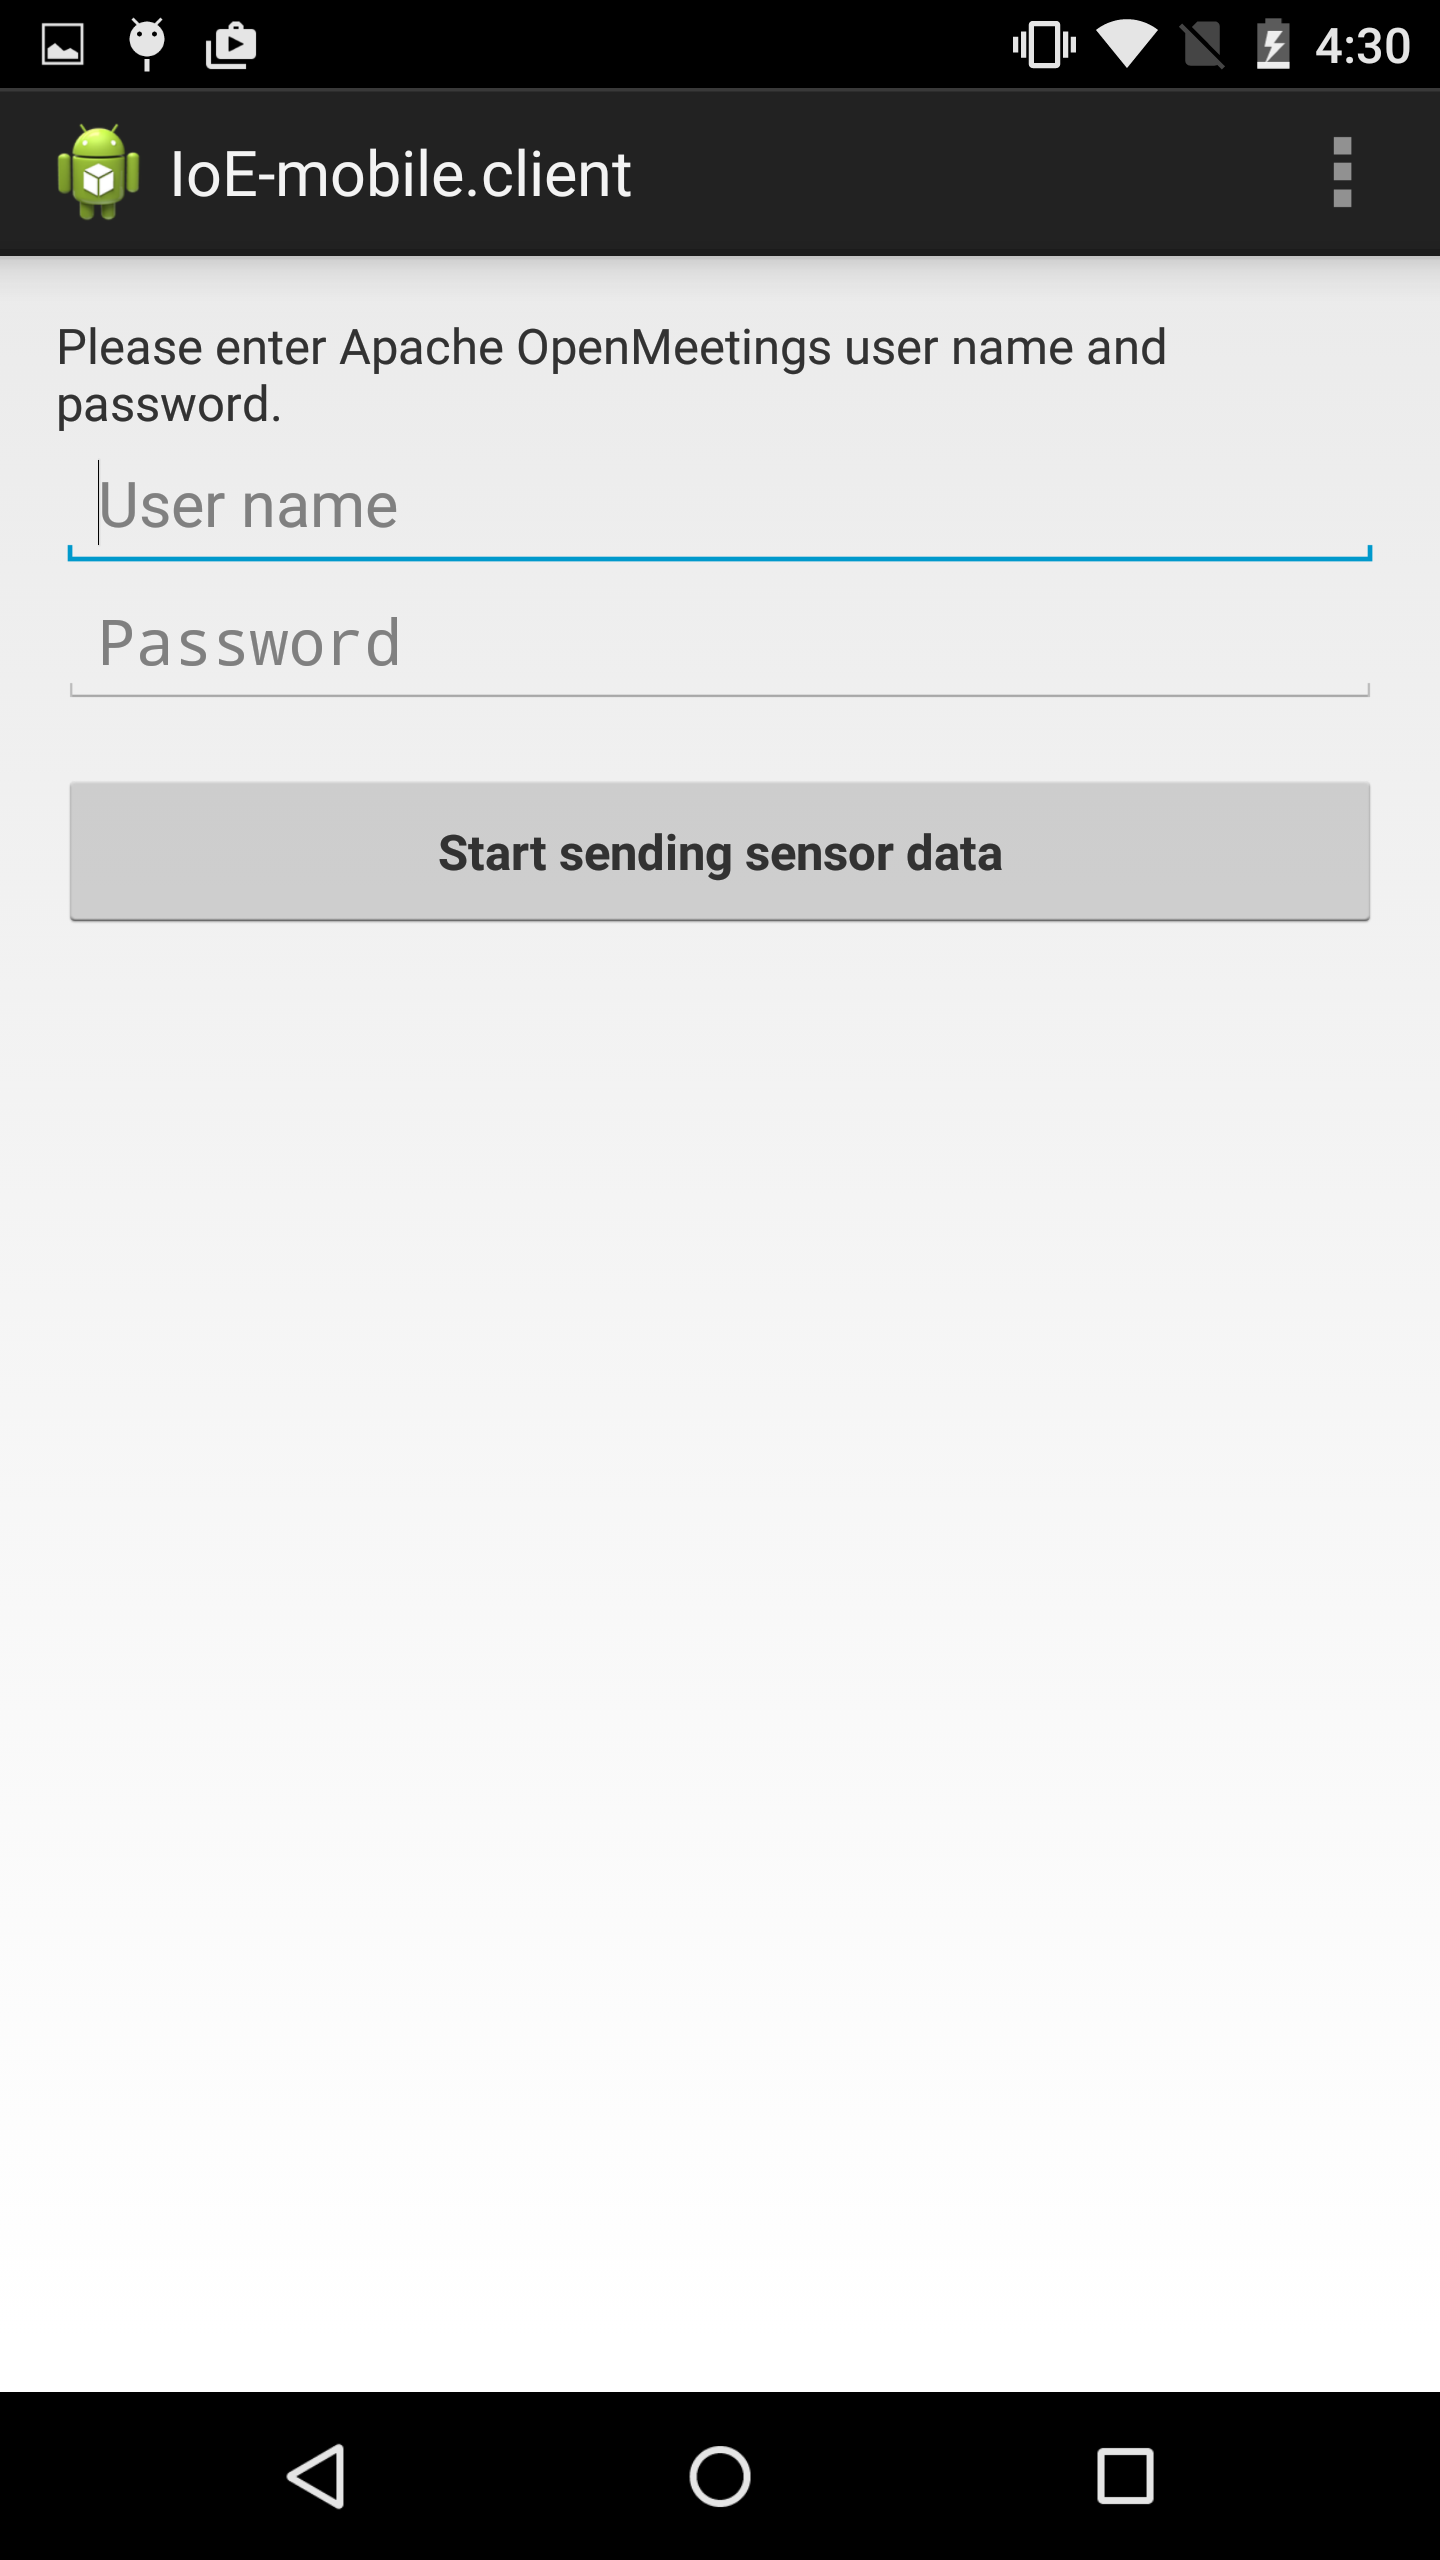 4:30
IoE-mobile.client
Please enter Apache OpenMeetings user name and
password.
User name
Password
Start sending sensor data